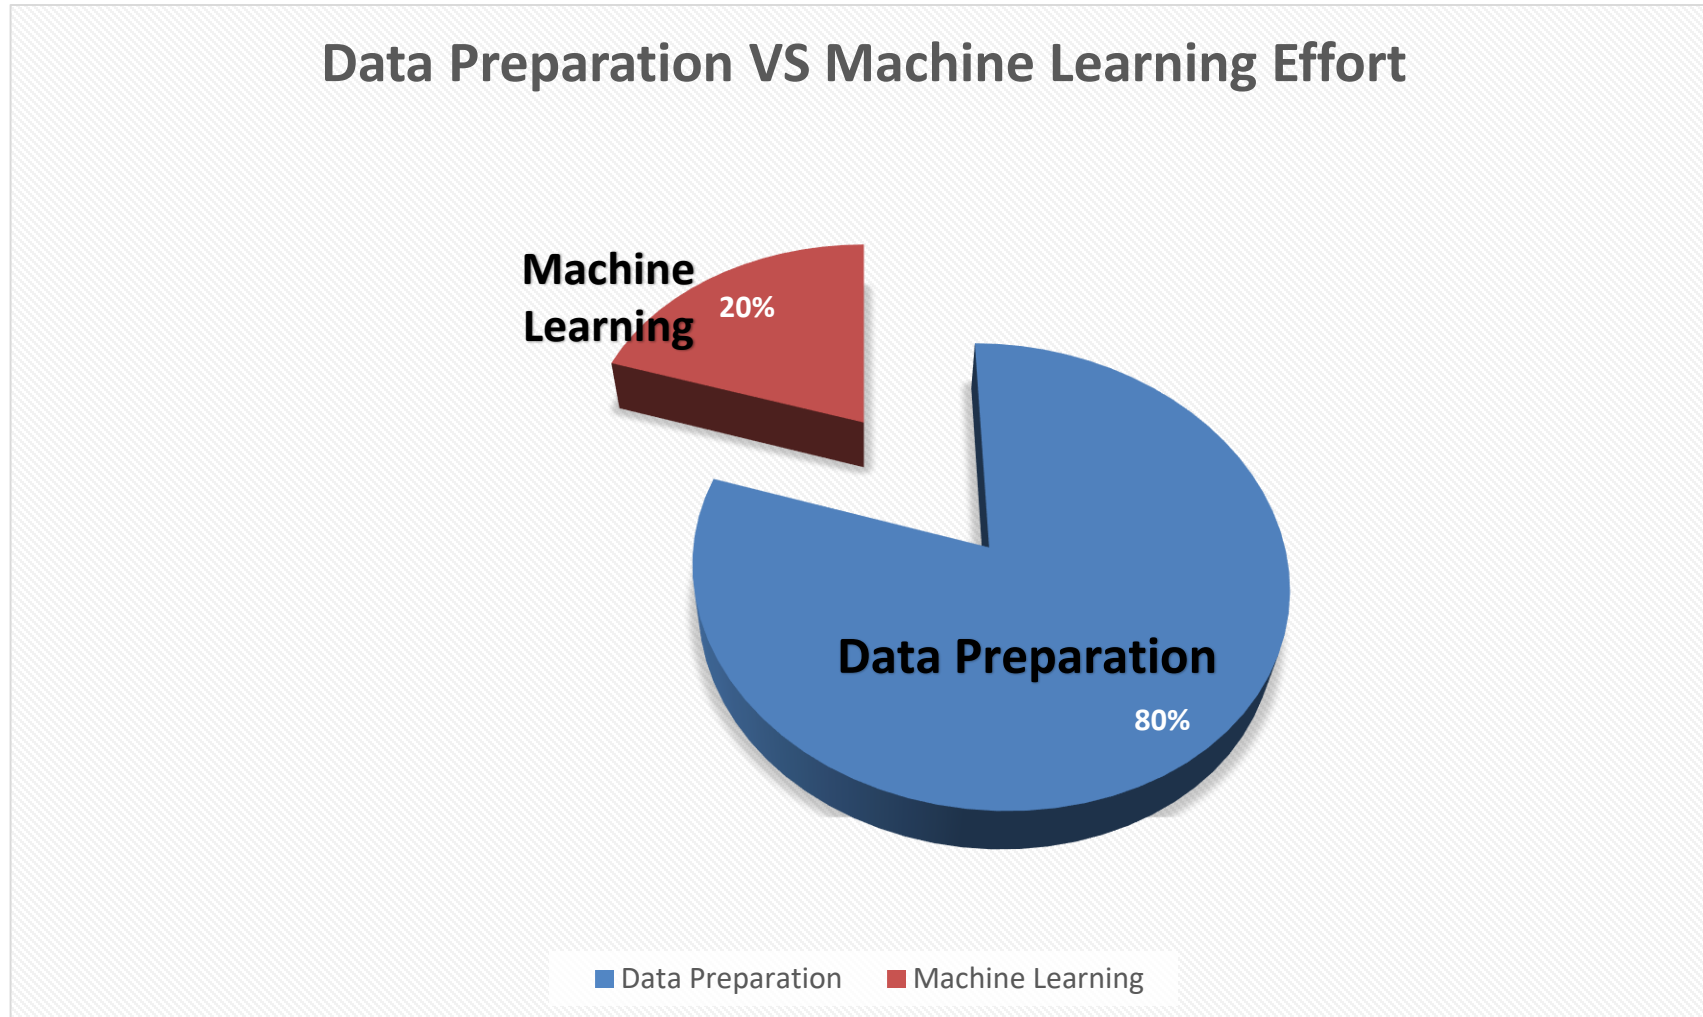 Data Preparation VS Machine Learning Effort
Machine
Learning
20%
Data Preparation
80%
Data Preparation
Machine Learning